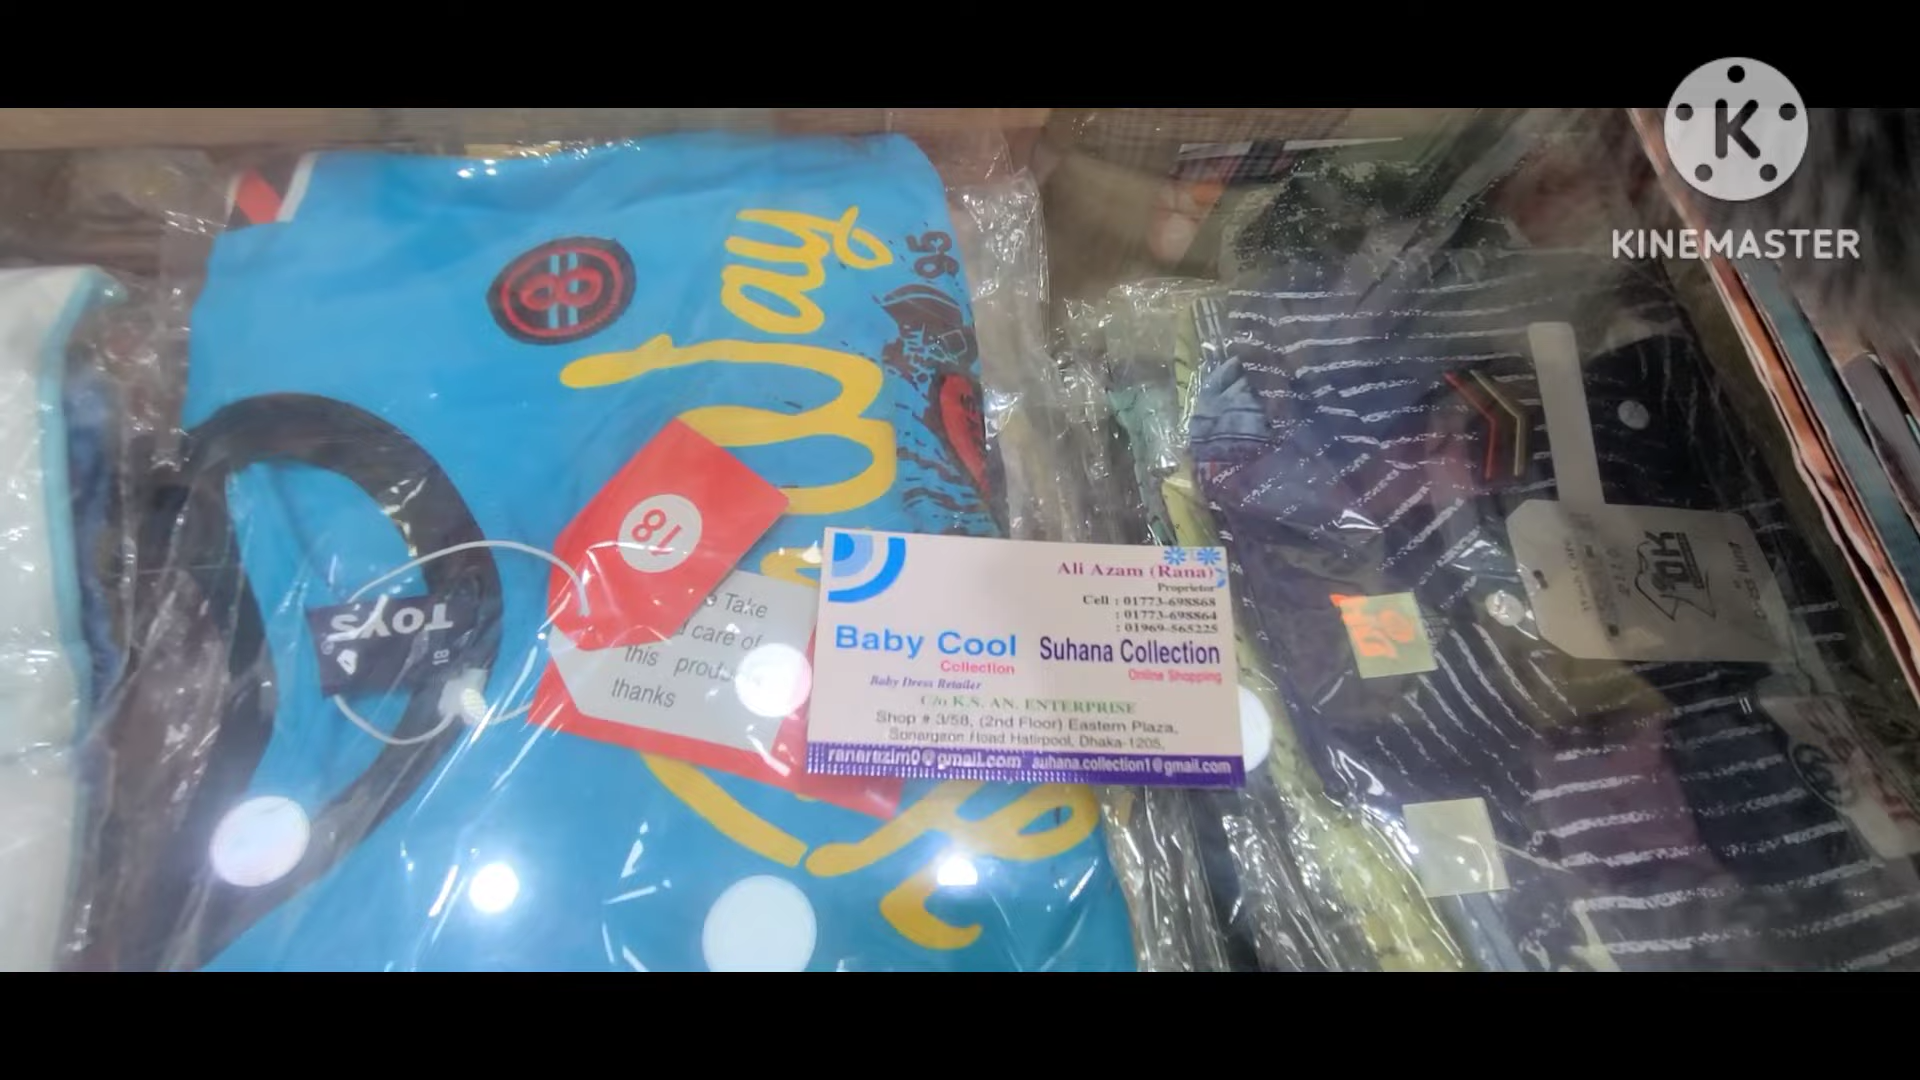 KINEMASTER
way
95
18
Take
care of
this
thanks
TOYS
18
Ali Azam (Rana)
Proprietor
Cell : 01773-698868
: 01773-698864
: 01969-565225
Baby Cool
Collection
Baby Dress Retailer
Suhana Collection
Online Shopping
C/o K.S. AN. ENTERPRISE
Shop # 3/58, (2nd Floor) Eastern Plaza,
Sonargaon Road Hatirpool, Dhaka-1205,
suhana.collection1@gmail.com